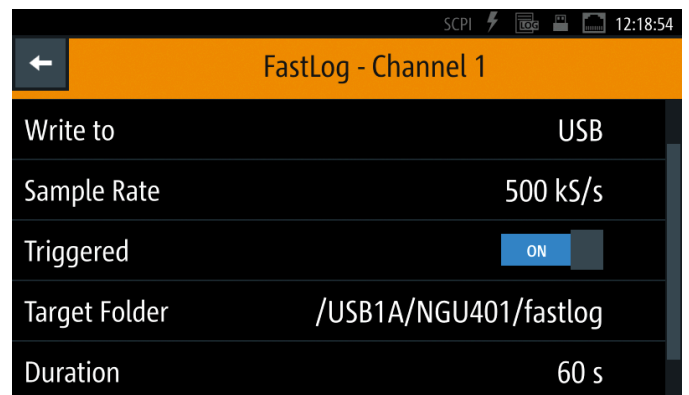 SCPI LOG 12:18:54
FastLog - Channel 1
Write to USB
Sample Rate 500 kS/s
Triggered ON
Target Folder /USB1A/NGU401/fastlog
Duration 60 s